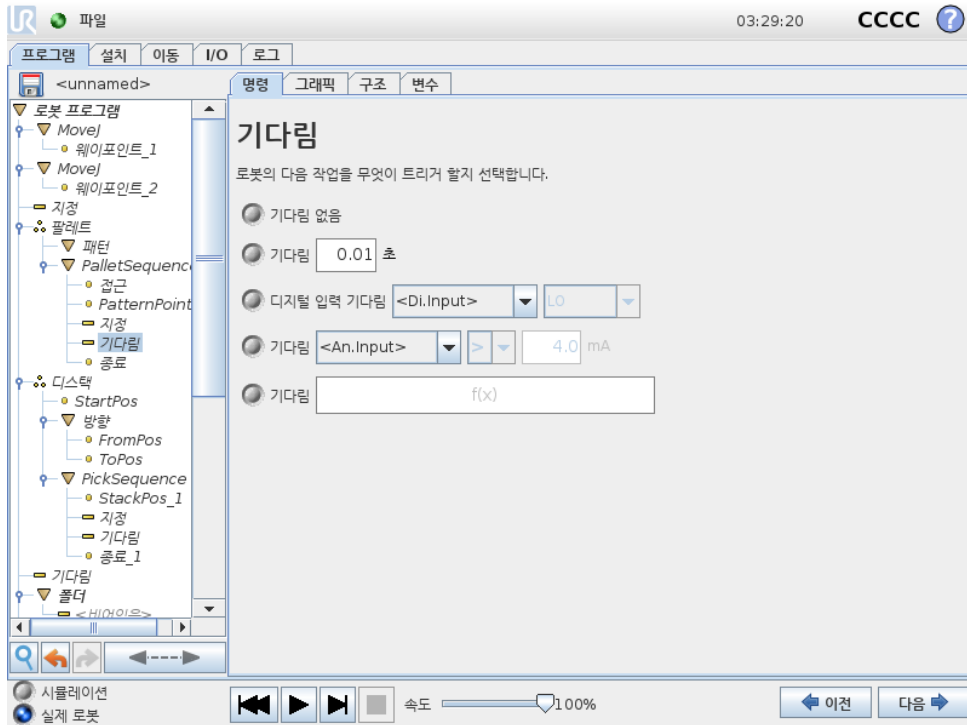 UR 파일 03:29:20 CCCC ?
프로그램 설치 이동 I/O 로그
<unnamed> 명령 그래픽 구조 변수
로봇 프로그램
MoveJ
웨이포인트_1
MoveJ
웨이포인트_2
지정
팔레트
패턴
PalletSequenc
접근
PatternPoint
지정
기다림
종료
디스택
StartPos
방향
FromPos
ToPos
PickSequence
StackPos_1
지정
기다림
종료_1
기다림
폴더
<비어있음>
기다림
로봇의 다음 작업을 무엇이 트리거 할지 선택합니다.
기다림 없음
기다림 0.01 초
디지털 입력 기다림 <Di.Input> LO
기다림 <An.Input> > 4.0 mA
기다림 f(x)
시뮬레이션
실제 로봇
속도 100%
이전 다음